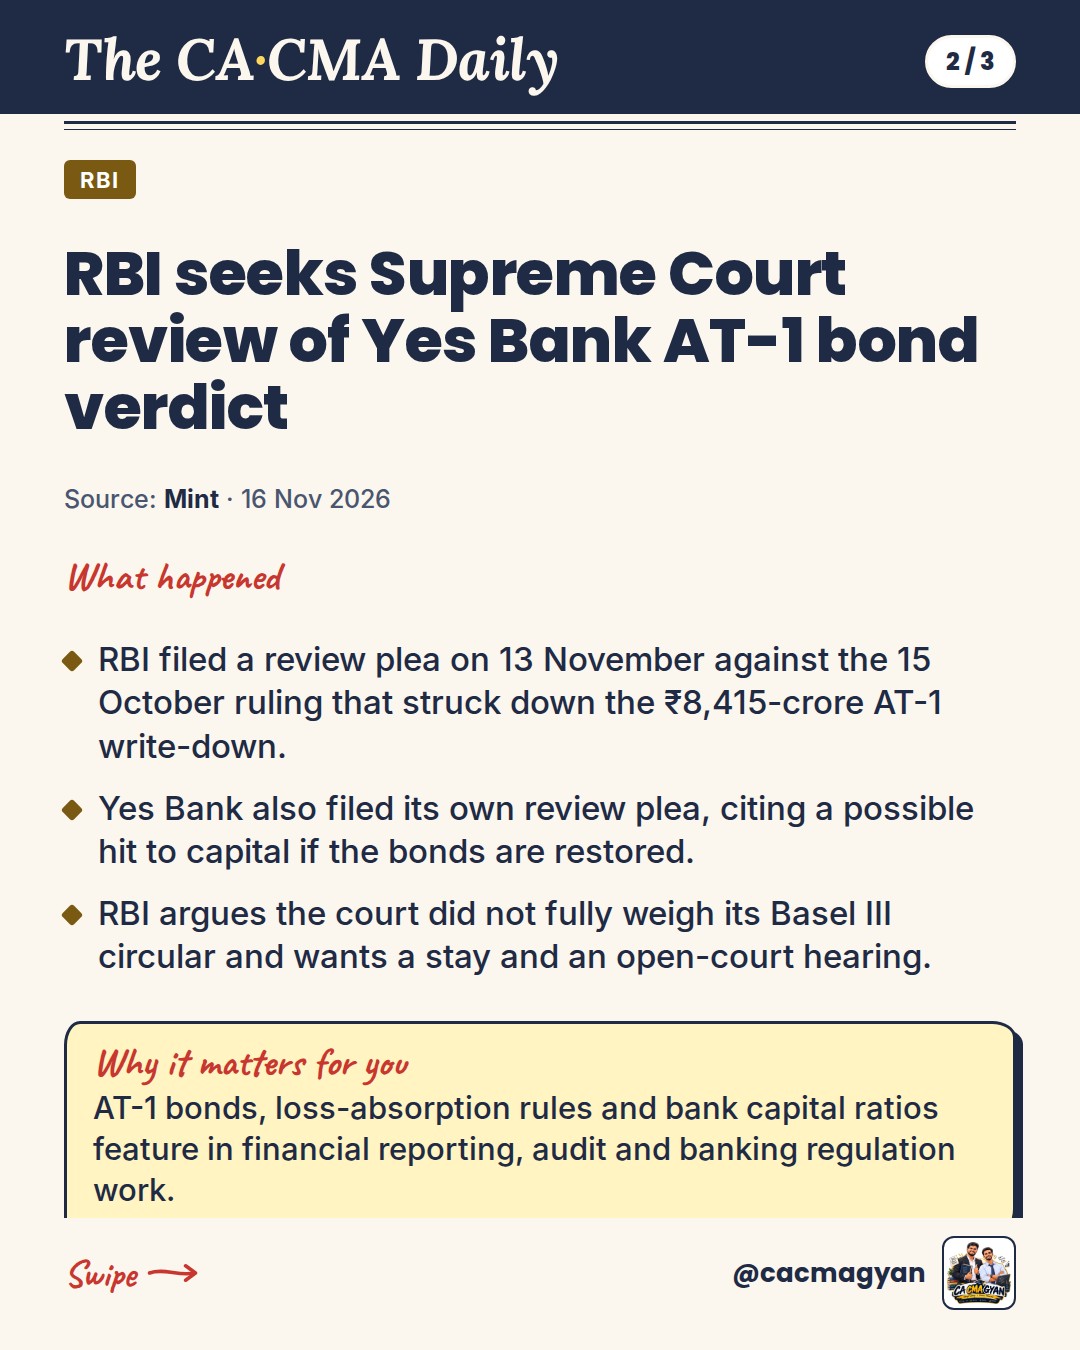 The CA·CMA Daily
2/3
RBI
RBI seeks Supreme Court
review of Yes Bank AT-1 bond
verdict
Source: Mint · 16 Nov 2026
What happened
RBI filed a review plea on 13 November against the 15
October ruling that struck down the ₹8,415-crore AT-1
write-down.
Yes Bank also filed its own review plea, citing a possible
hit to capital if the bonds are restored.
RBI argues the court did not fully weigh its Basel III
circular and wants a stay and an open-court hearing.
Why it matters for you
AT-1 bonds, loss-absorption rules and bank capital ratios
feature in financial reporting, audit and banking regulation
work.
Swipe
@cacmagyan
CA CMA GYAN